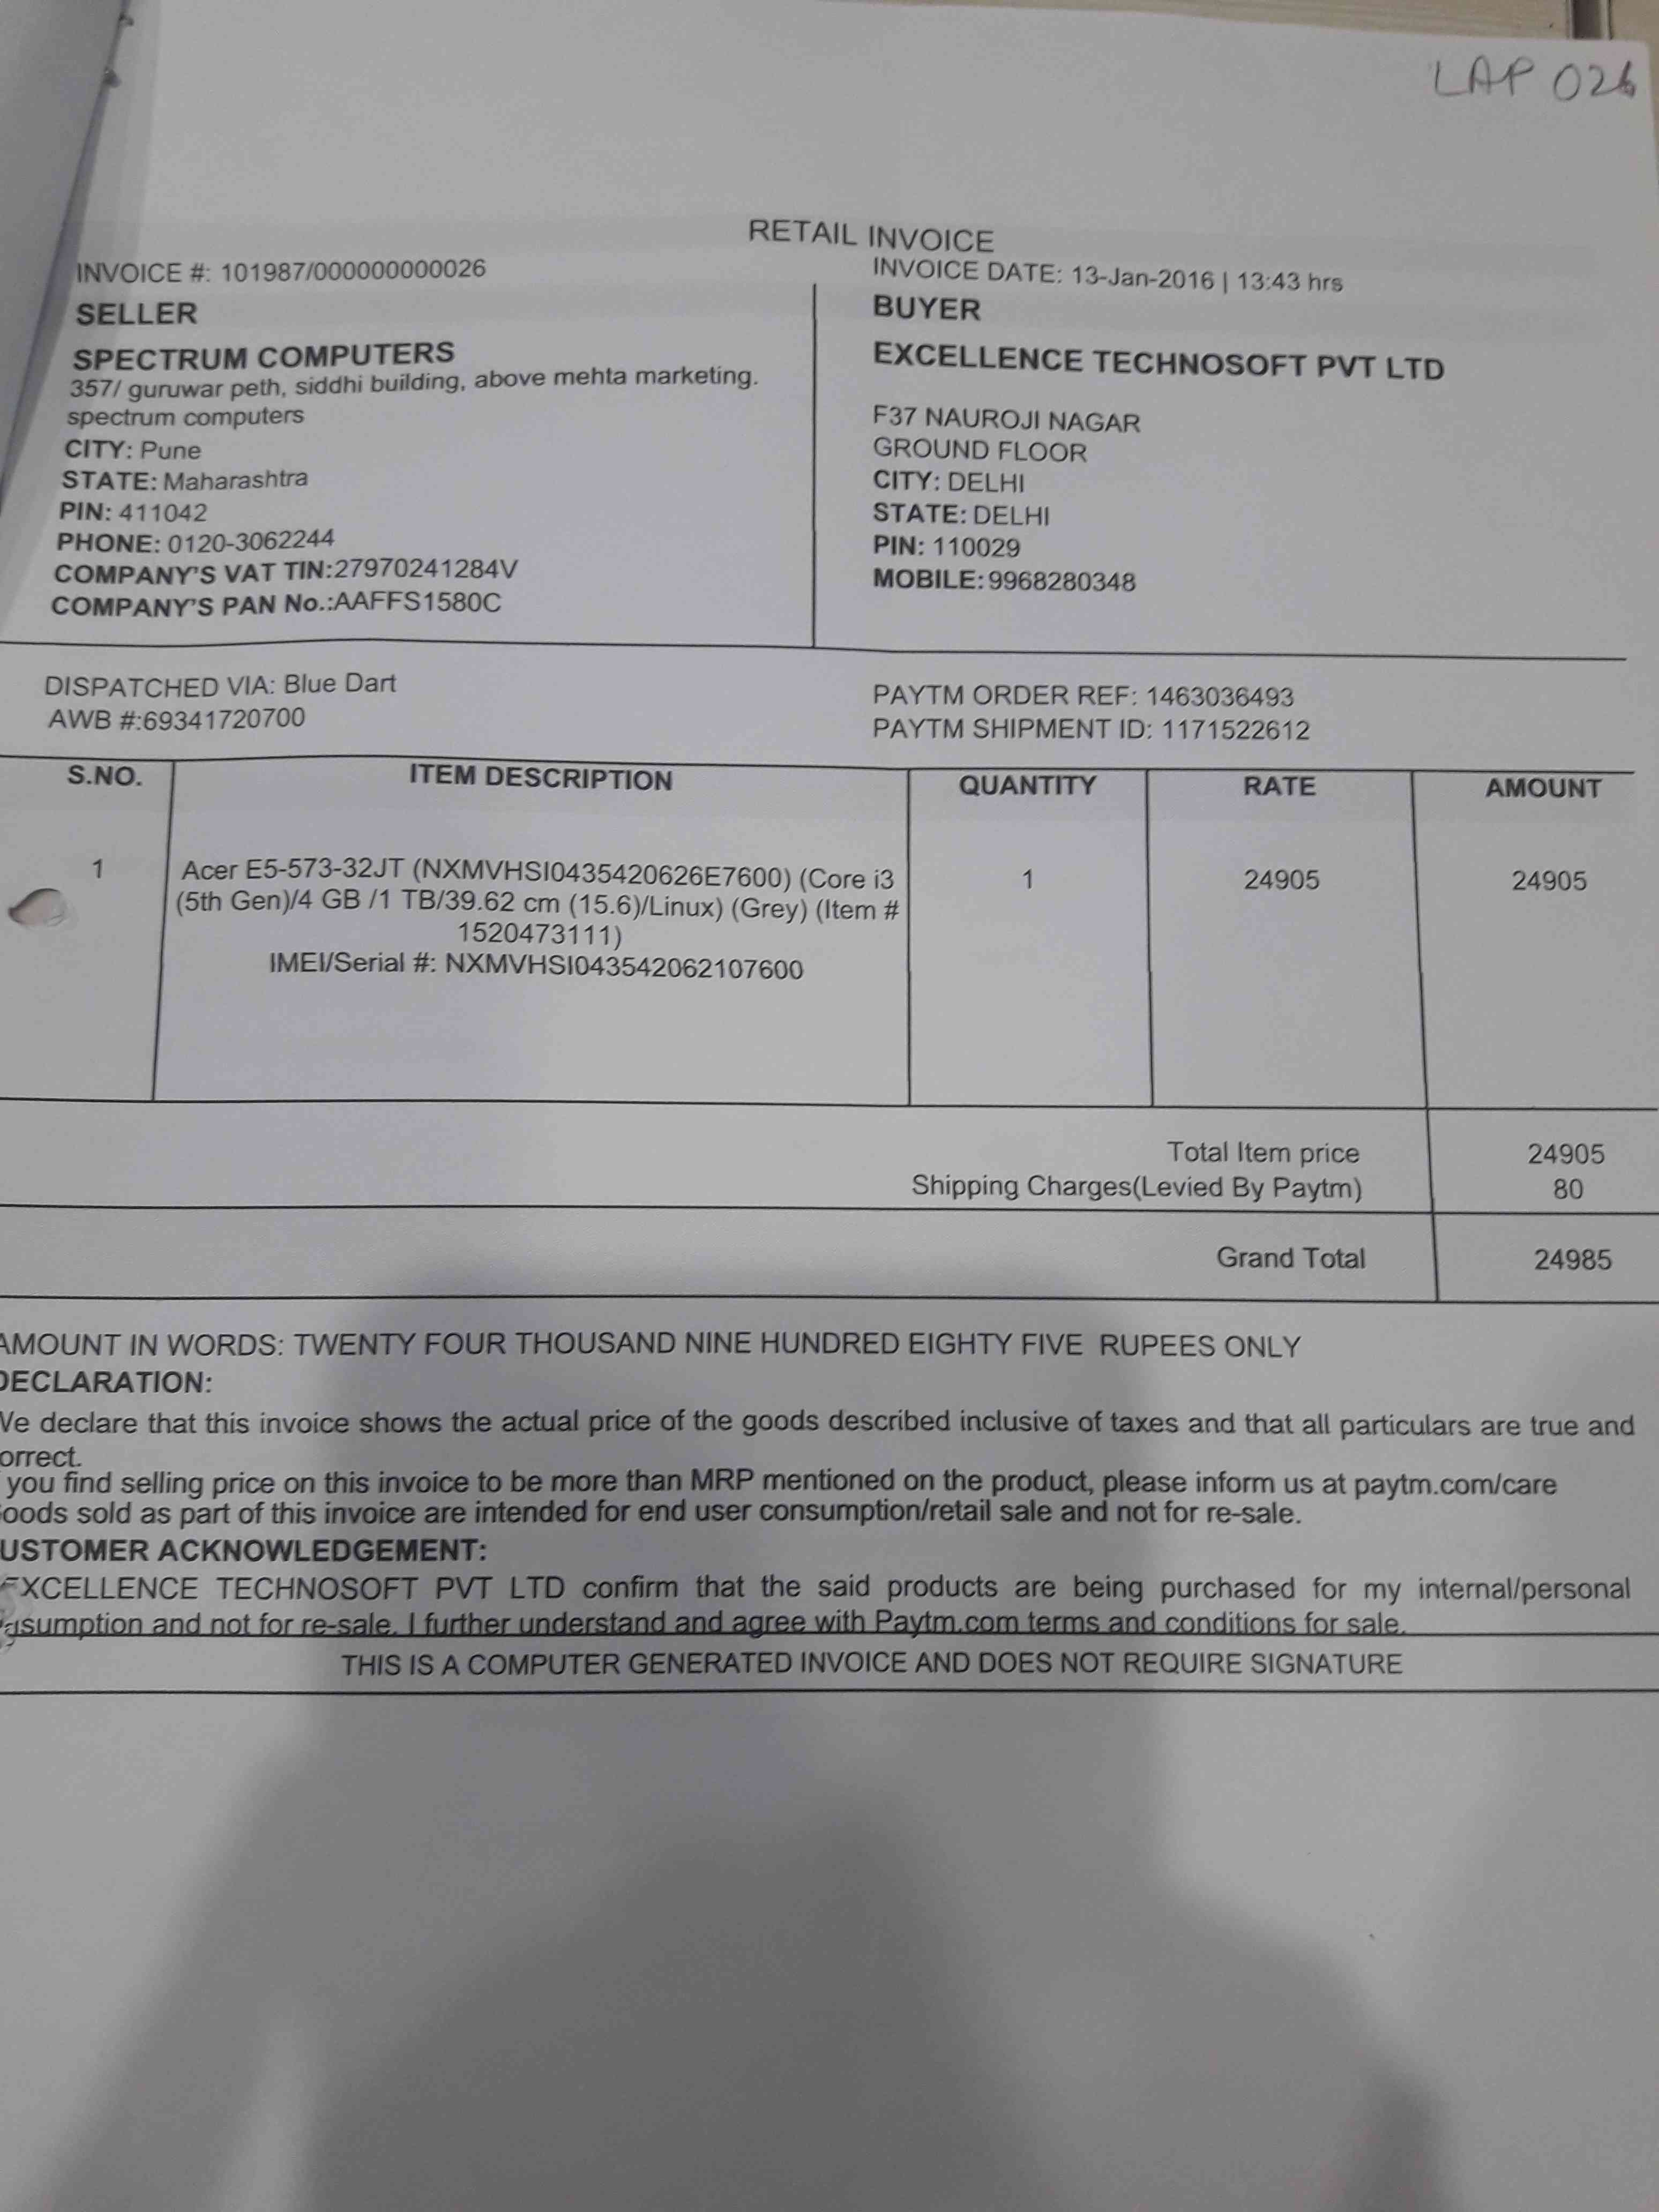 LAP 026
RETAIL INVOICE
INVOICE #: 101987/000000000026
INVOICE DATE: 13-Jan-2016 | 13:43 hrs
SELLER
SPECTRUM COMPUTERS
357/ guruwar peth, siddhi building, above mehta marketing.
spectrum computers
CITY: Pune
STATE: Maharashtra
PIN: 411042
PHONE: 0120-3062244
COMPANY'S VAT TIN:27970241284V
COMPANY'S PAN No.:AAFFS1580C
BUYER
EXCELLENCE TECHNOSOFT PVT LTD
F37 NAUROJI NAGAR
GROUND FLOOR
CITY: DELHI
STATE: DELHI
PIN: 110029
MOBILE: 9968280348
DISPATCHED VIA: Blue Dart
AWB #:69341720700
PAYTM ORDER REF: 1463036493
PAYTM SHIPMENT ID: 1171522612
S.NO. ITEM DESCRIPTION QUANTITY RATE AMOUNT
1 Acer E5-573-32JT (NXMVHSI0435420626E7600) (Core i3 1 24905 24905
(5th Gen)/4 GB /1 TB/39.62 cm (15.6)/Linux) (Grey) (Item #
1520473111)
IMEI/Serial #: NXMVHSI043542062107600
Total Item price 24905
Shipping Charges(Levied By Paytm) 80
Grand Total 24985
AMOUNT IN WORDS: TWENTY FOUR THOUSAND NINE HUNDRED EIGHTY FIVE RUPEES ONLY
DECLARATION:
We declare that this invoice shows the actual price of the goods described inclusive of taxes and that all particulars are true and
orrect.
you find selling price on this invoice to be more than MRP mentioned on the product, please inform us at paytm.com/care
oods sold as part of this invoice are intended for end user consumption/retail sale and not for re-sale.
USTOMER ACKNOWLEDGEMENT:
EXCELLENCE TECHNOSOFT PVT LTD confirm that the said products are being purchased for my internal/personal
sumption and not for re-sale. I further understand and agree with Paytm.com terms and conditions for sale.
THIS IS A COMPUTER GENERATED INVOICE AND DOES NOT REQUIRE SIGNATURE